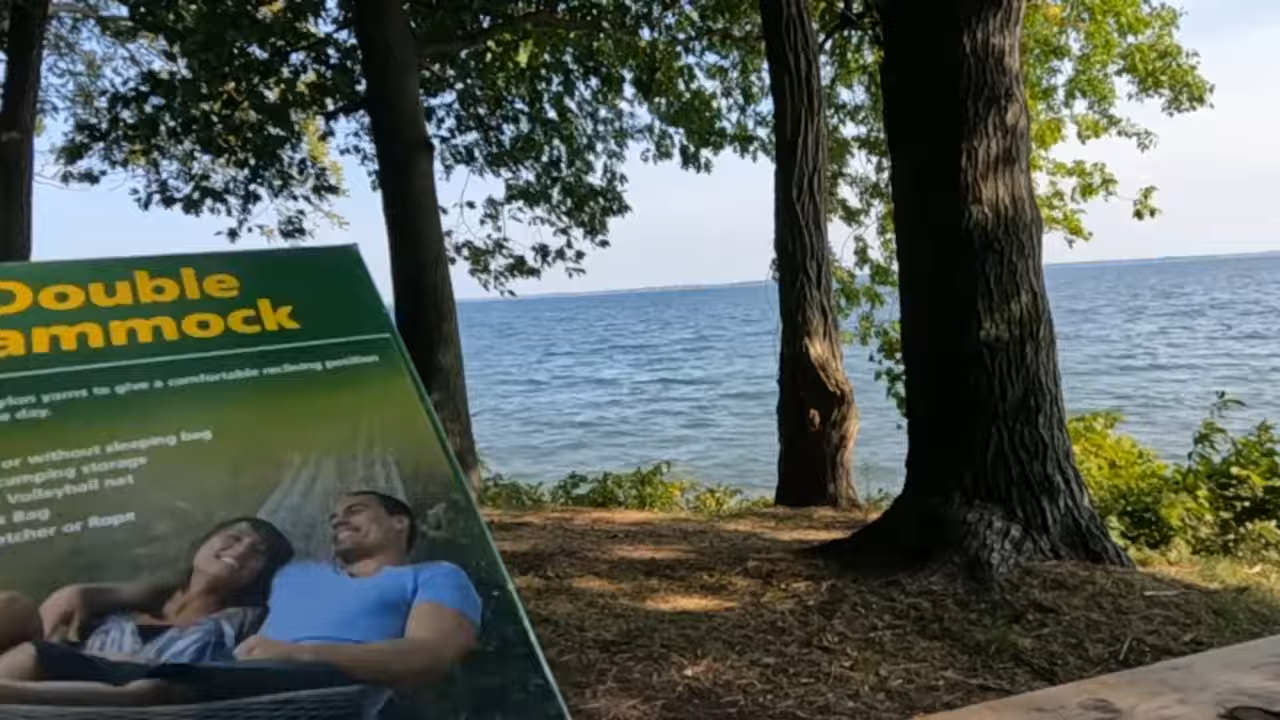 Double
ammock
ylon yarns to give a comfortable reclining position
e day.
or without sleeping bag
camping storage
Volleyball net
Bag
etcher or Rope